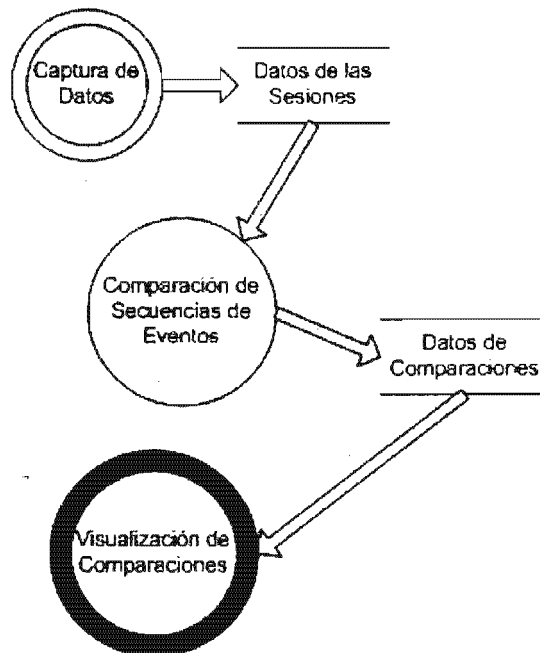 Captura de
Datos
Datos de las
Sesiones
Comparación de
Secuencias de
Eventos
Datos de
Comparaciones
Visualización de
Comparaciones